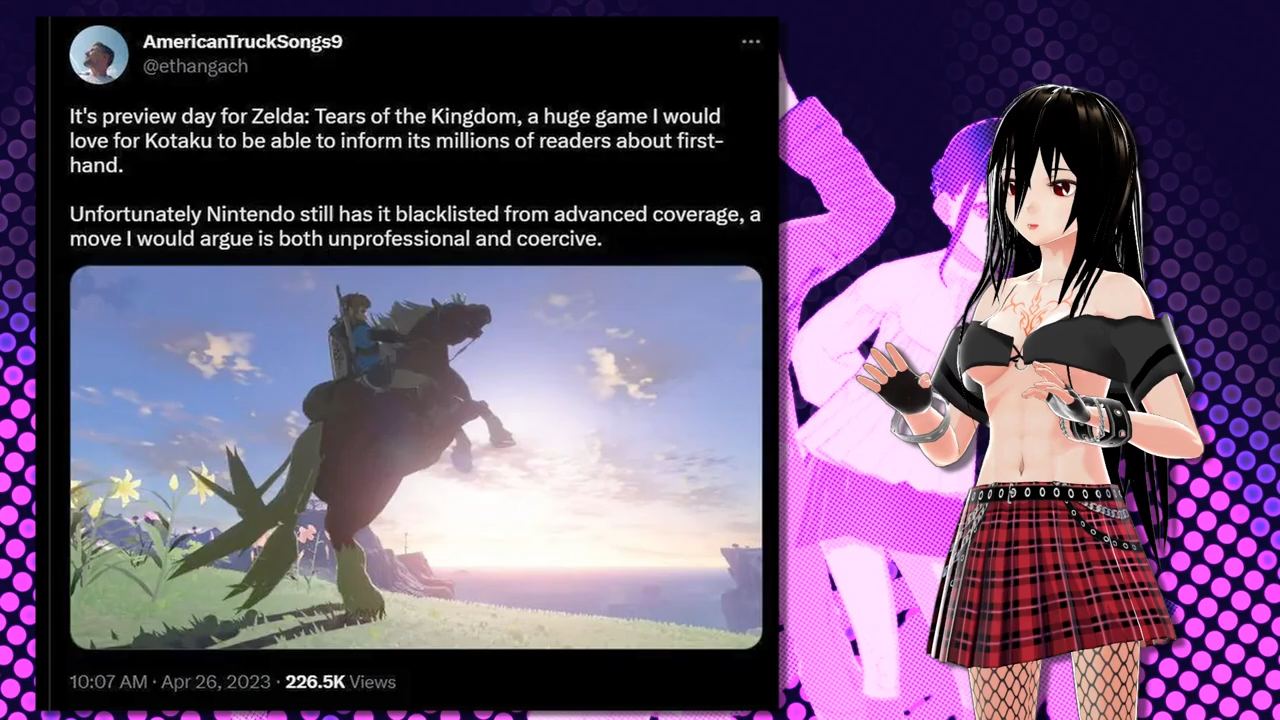 AmericanTruckSongs9
@ethangach
It's preview day for Zelda: Tears of the Kingdom, a huge game I would
love for Kotaku to be able to inform its millions of readers about first-
hand.
Unfortunately Nintendo still has it blacklisted from advanced coverage, a
move I would argue is both unprofessional and coercive.
10:07 AM · Apr 26, 2023 · 226.5K Views